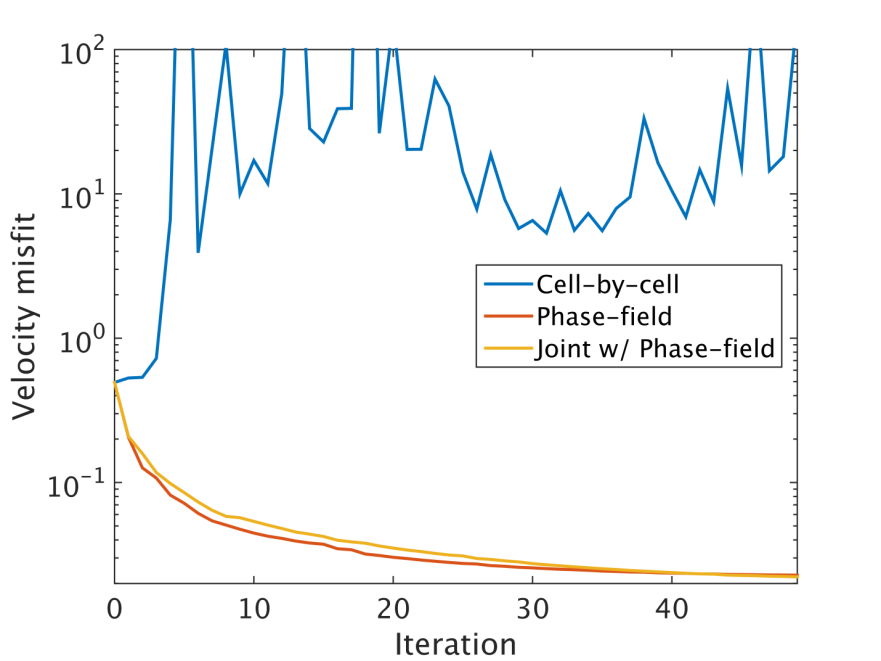 10²
10¹
10⁰
10⁻¹
Velocity misfit
Cell-by-cell
Phase-field
Joint w/ Phase-field
0 10 20 30 40
Iteration